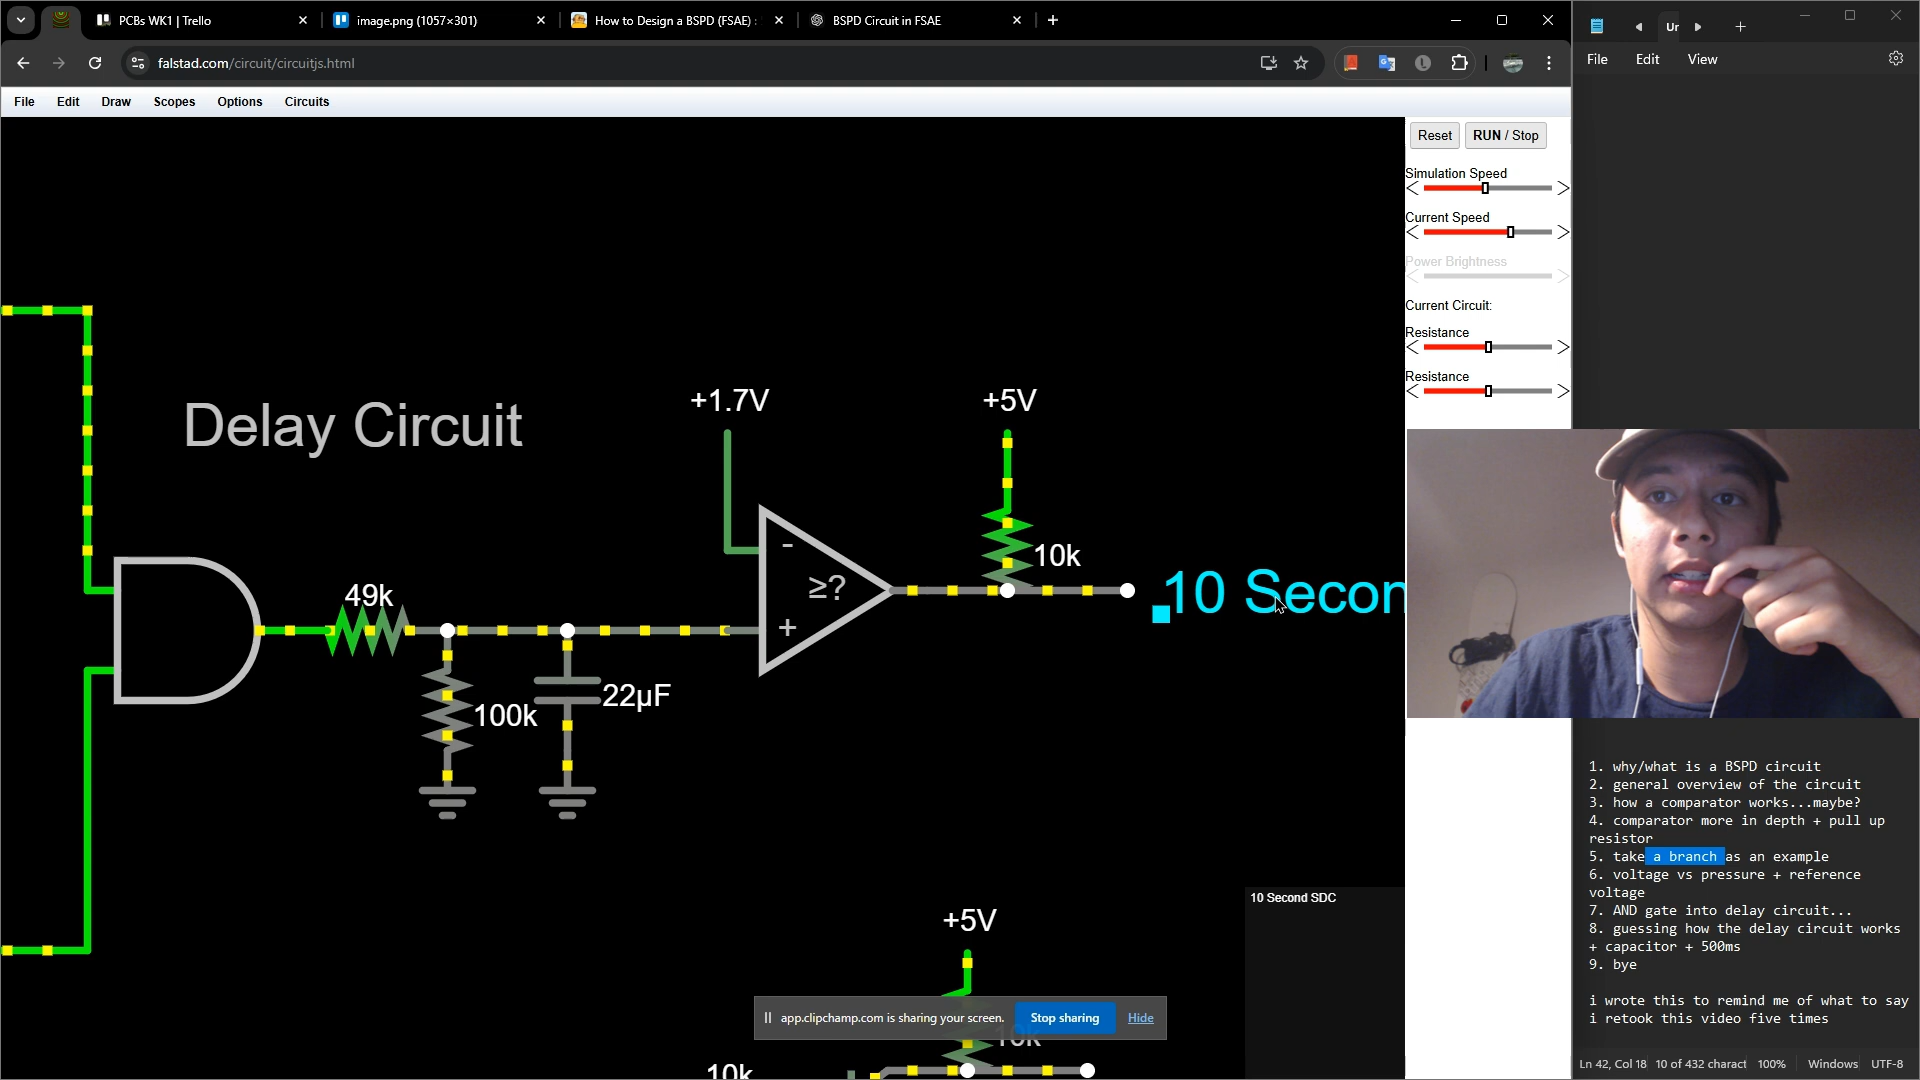 PCBs WK1 | Trello
image.png (1057×301)
How to Design a BSPD (FSAE) :
BSPD Circuit in FSAE
falstad.com/circuit/circuitjs.html
File Edit Draw Scopes Options Circuits
Reset
RUN / Stop
Simulation Speed
Current Speed
Power Brightness
Current Circuit:
Resistance
Resistance
Delay Circuit
+1.7V
+5V
10k
49k
100k
22μF
- 
≥?
+
10 Secon
10 Second SDC
+5V
10k
10k
app.clipchamp.com is sharing your screen.
Stop sharing
Hide
Ur
File Edit View
1. why/what is a BSPD circuit
2. general overview of the circuit
3. how a comparator works...maybe?
4. comparator more in depth + pull up
resistor
5. take a branch as an example
6. voltage vs pressure + reference
voltage
7. AND gate into delay circuit...
8. guessing how the delay circuit works
+ capacitor + 500ms
9. bye
i wrote this to remind me of what to say
i retook this video five times
Ln 42, Col 18
10 of 432 charact
100%
Windows
UTF-8